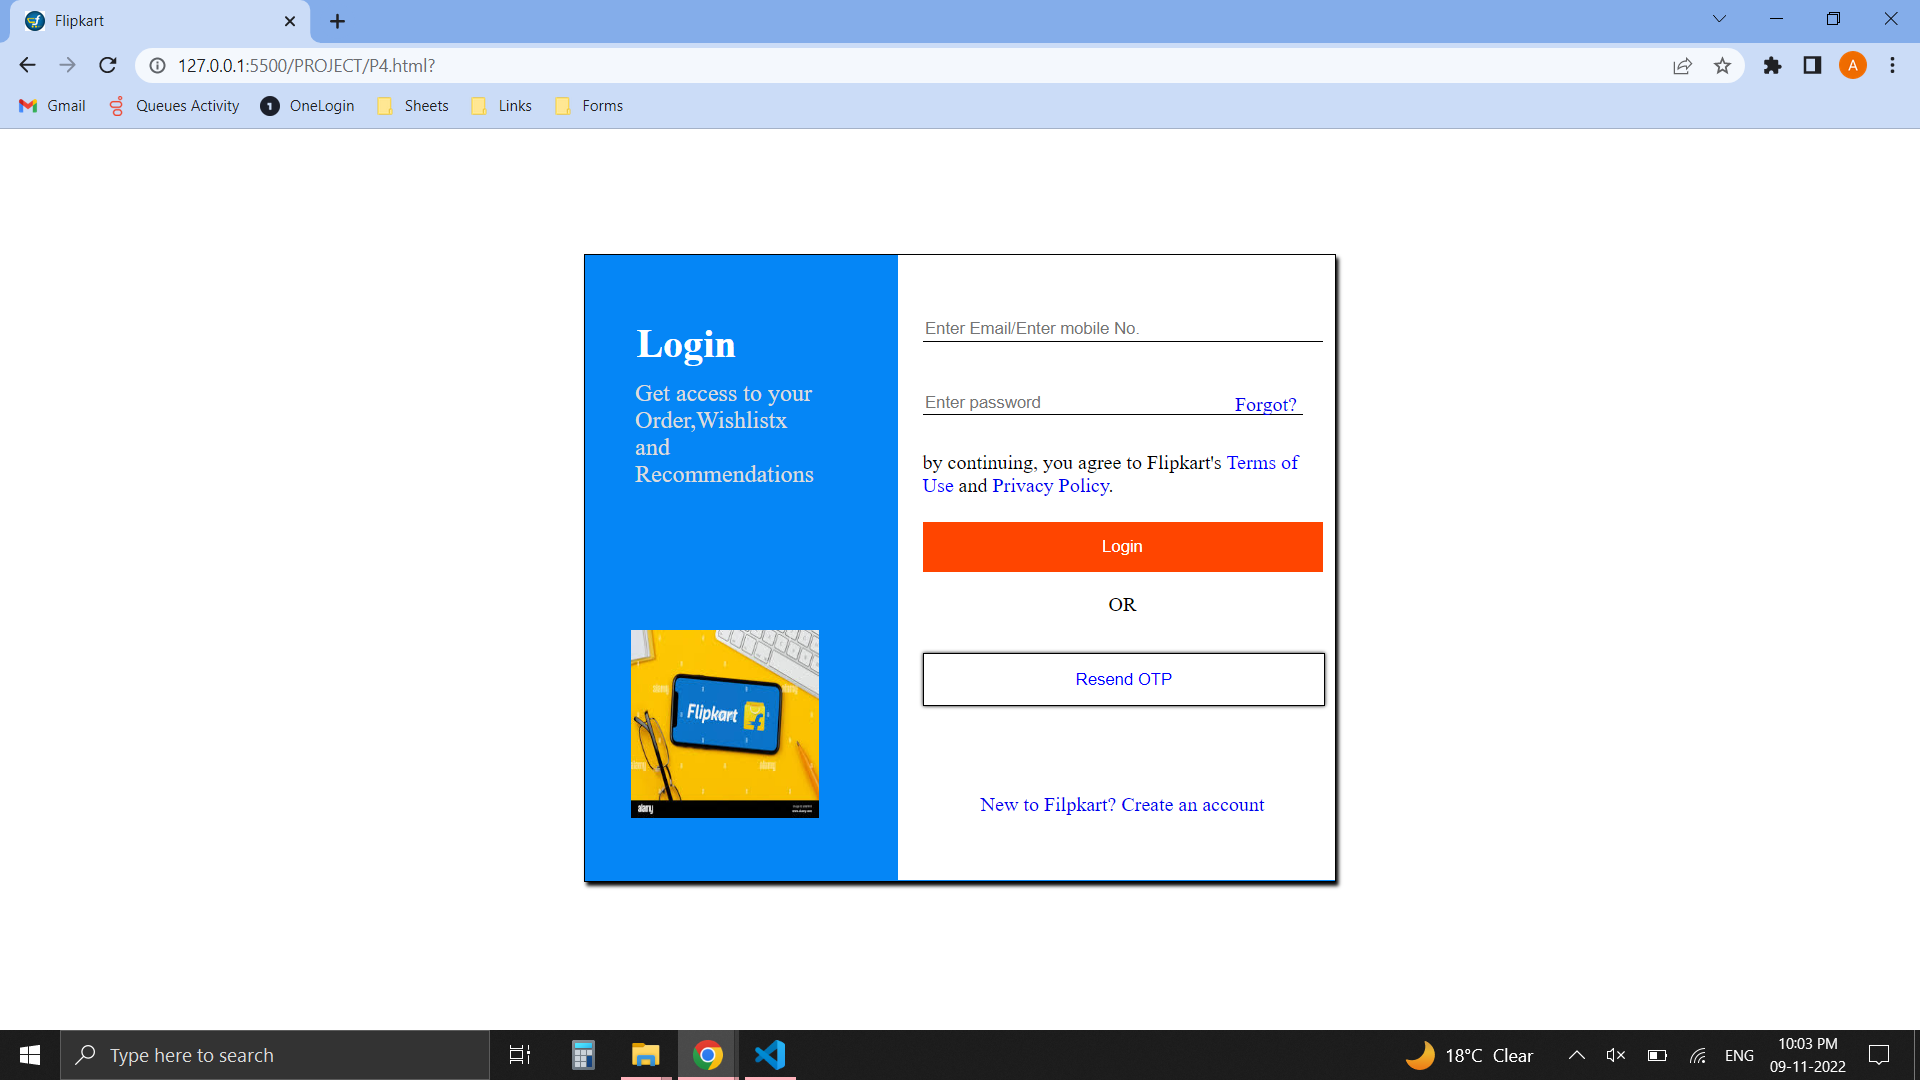 Flipkart
127.0.0.1:5500/PROJECT/P4.html?
A
Gmail
Queues Activity
OneLogin
Sheets
Links
Forms
Login
Get access to your
Order,Wishlistx
and
Recommendations
Flipkart
alamy
Enter Email/Enter mobile No.
Enter password
Forgot?
by continuing, you agree to Flipkart's Terms of
Use and Privacy Policy.
Login
OR
Resend OTP
New to Filpkart? Create an account
Type here to search
18°C Clear
ENG
10:03 PM
09-11-2022